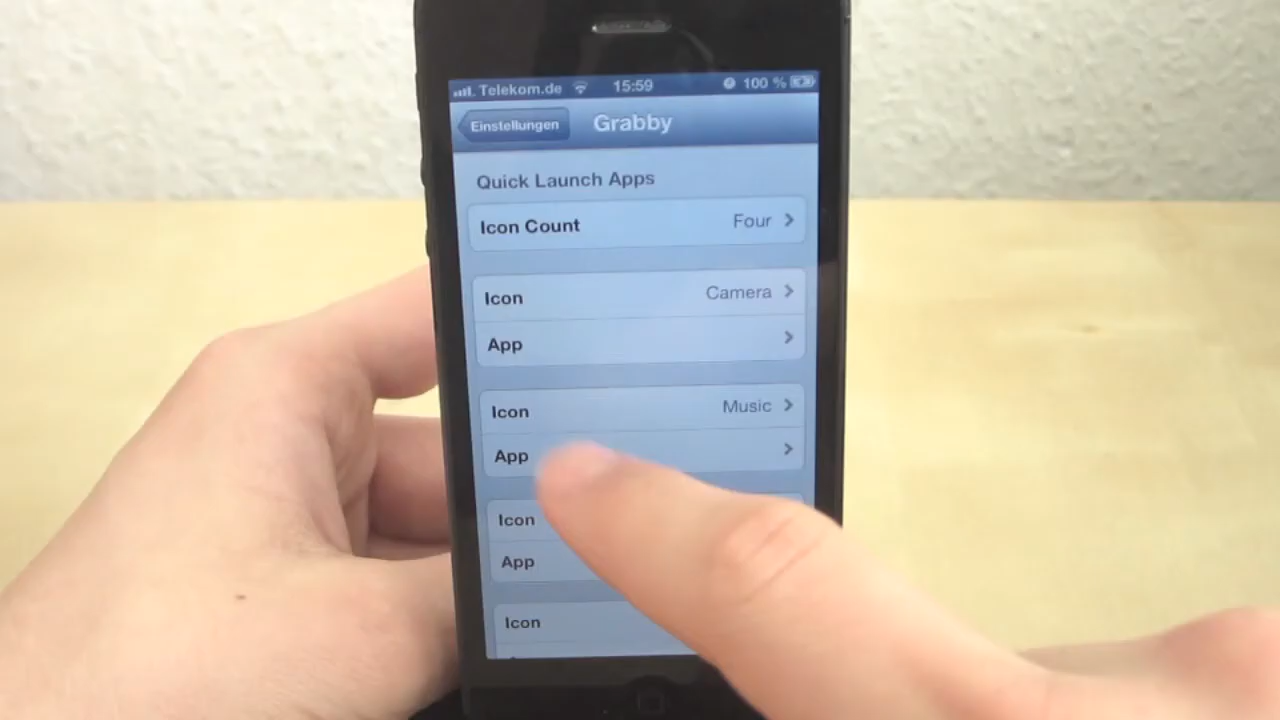 Telekom.de 15:59 100 %
Einstellungen Grabby
Quick Launch Apps
Icon Count Four
Icon Camera
App
Icon Music
App
Icon
App
Icon